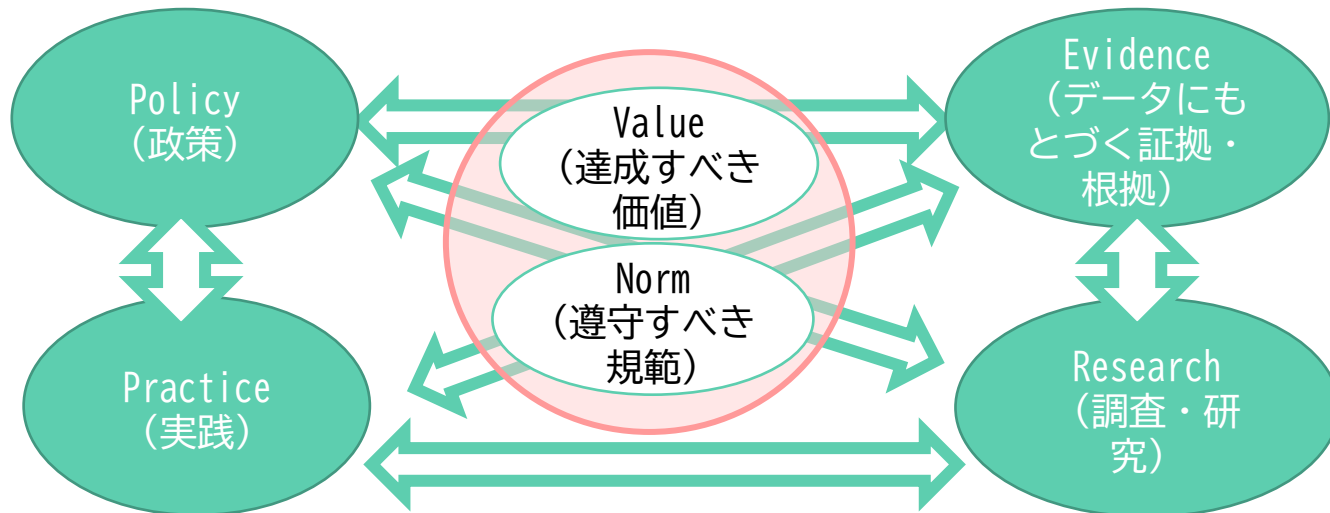 Policy
（政策）
Value
（達成すべき
価値）
Evidence
（データにも
とづく証拠・
根拠）
Practice
（実践）
Norm
（遵守すべき
規範）
Research
（調査・研
究）